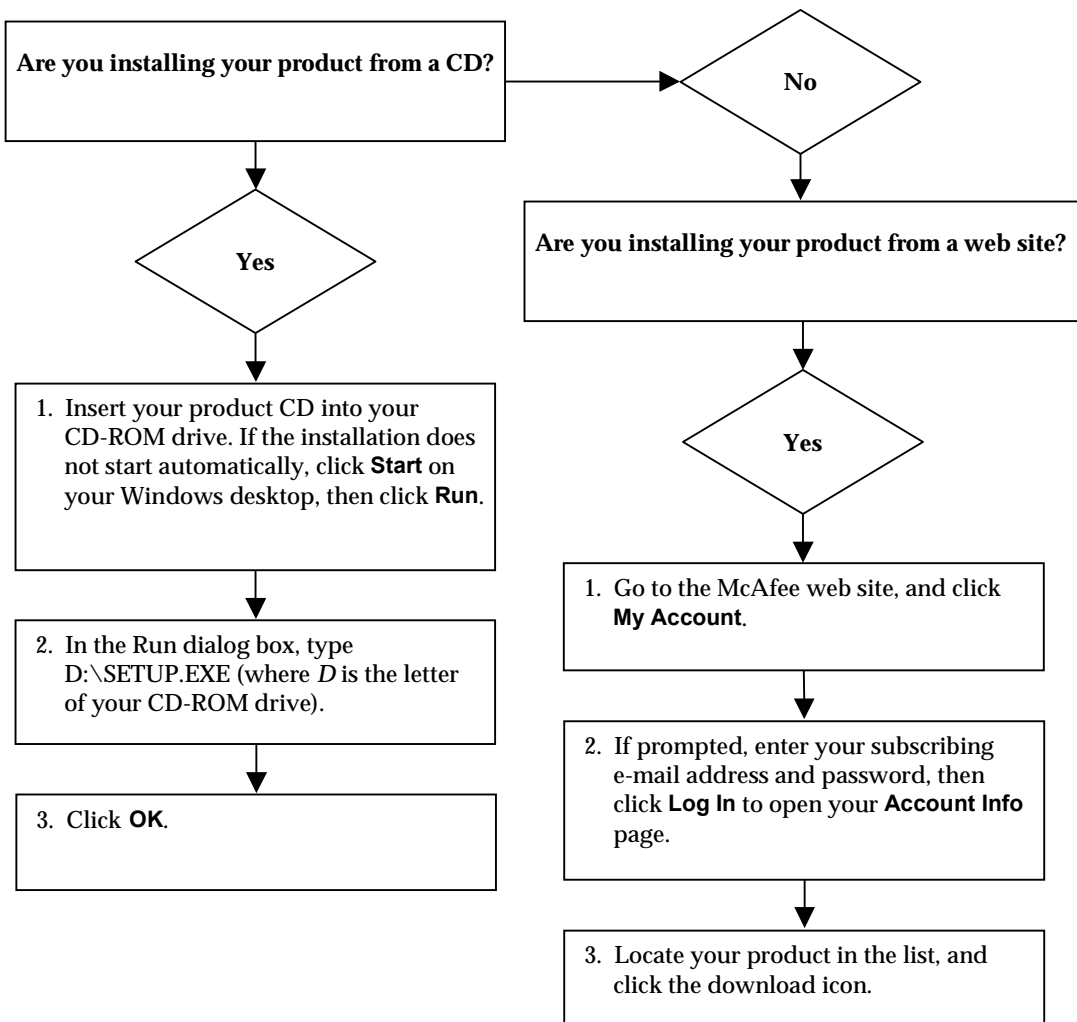 Are you installing your product from a CD?
No
Yes
Are you installing your product from a web site?
1. Insert your product CD into your
CD-ROM drive. If the installation does
not start automatically, click Start on
your Windows desktop, then click Run.
2. In the Run dialog box, type
D:\SETUP.EXE (where D is the letter
of your CD-ROM drive).
3. Click OK.
Yes
1. Go to the McAfee web site, and click
My Account.
2. If prompted, enter your subscribing
e-mail address and password, then
click Log In to open your Account Info
page.
3. Locate your product in the list, and
click the download icon.